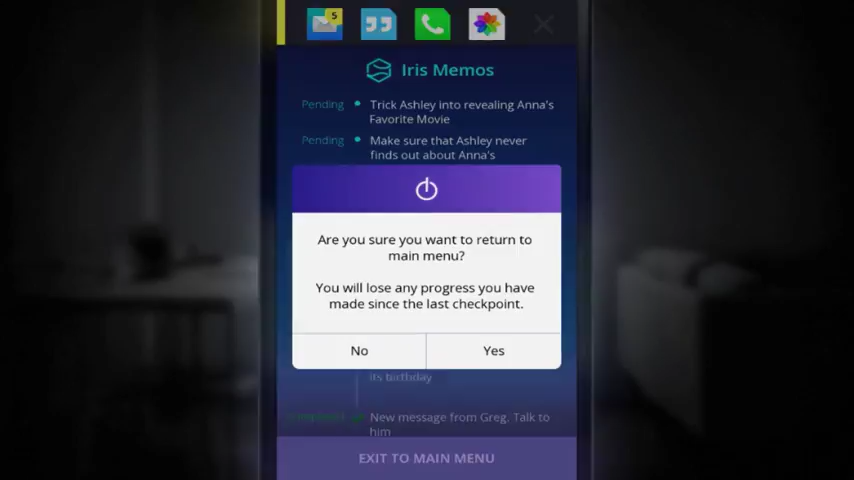 5
Iris Memos
Pending
Trick Ashley into revealing Anna's
Favorite Movie
Pending
Make sure that Ashley never
finds out about Anna's
Are you sure you want to return to
main menu?
You will lose any progress you have
made since the last checkpoint.
No
Yes
its birthday
New message from Greg. Talk to
him
EXIT TO MAIN MENU